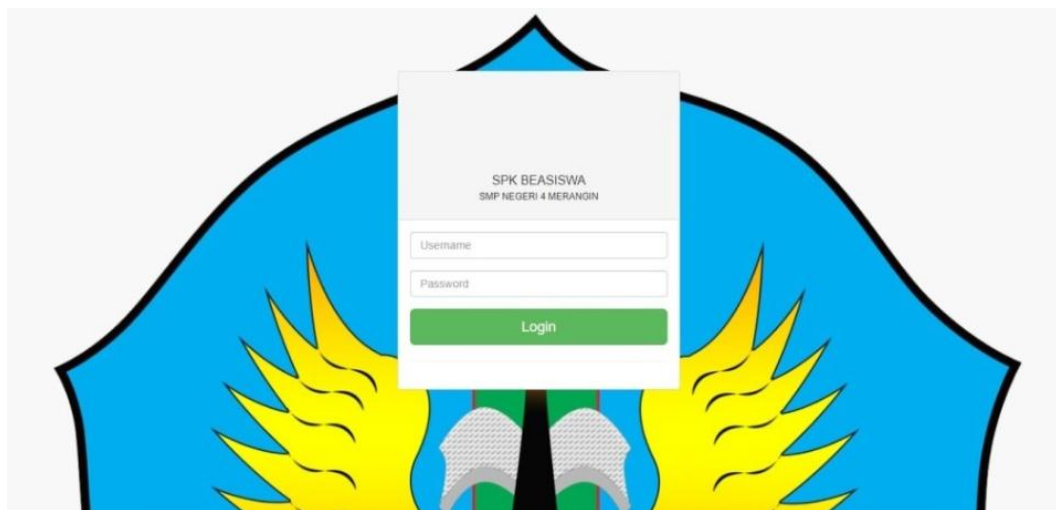 SPK BEASISWA
SMP NEGERI 4 MERANGIN
Username
Password
Login